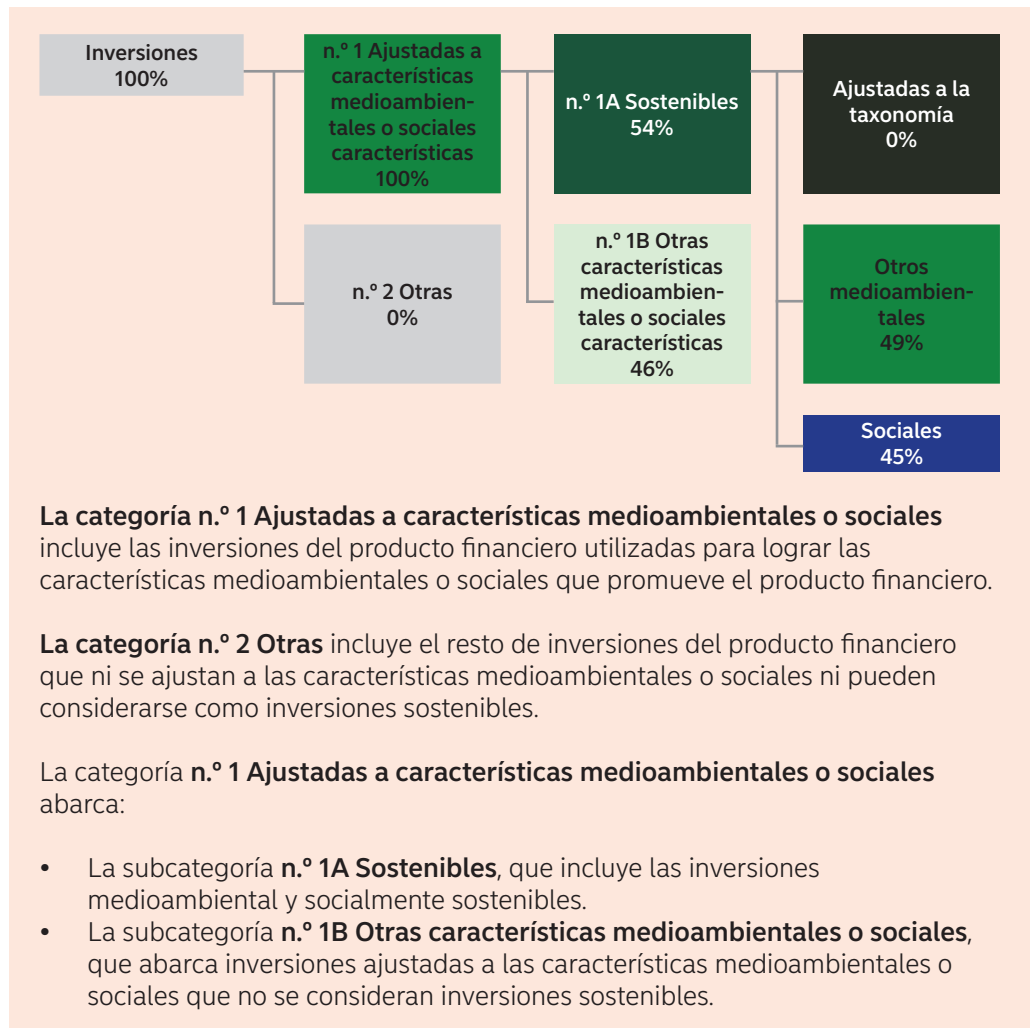 Inversiones
100%
n.º 1 Ajustadas a
características
medioambien-
tales o sociales
características
100%
n.º 1A Sostenibles
54%
Ajustadas a la
taxonomía
0%
n.º 2 Otras
0%
n.º 1B Otras
características
medioambien-
tales o sociales
características
46%
Otros
medioambien-
tales
49%
Sociales
45%
La categoría n.º 1 Ajustadas a características medioambientales o sociales
incluye las inversiones del producto financiero utilizadas para lograr las
características medioambientales o sociales que promueve el producto financiero.
La categoría n.º 2 Otras incluye el resto de inversiones del producto financiero
que ni se ajustan a las características medioambientales o sociales ni pueden
considerarse como inversiones sostenibles.
La categoría n.º 1 Ajustadas a características medioambientales o sociales
abarca:
• La subcategoría n.º 1A Sostenibles, que incluye las inversiones
medioambiental y socialmente sostenibles.
• La subcategoría n.º 1B Otras características medioambientales o sociales,
que abarca inversiones ajustadas a las características medioambientales o
sociales que no se consideran inversiones sostenibles.